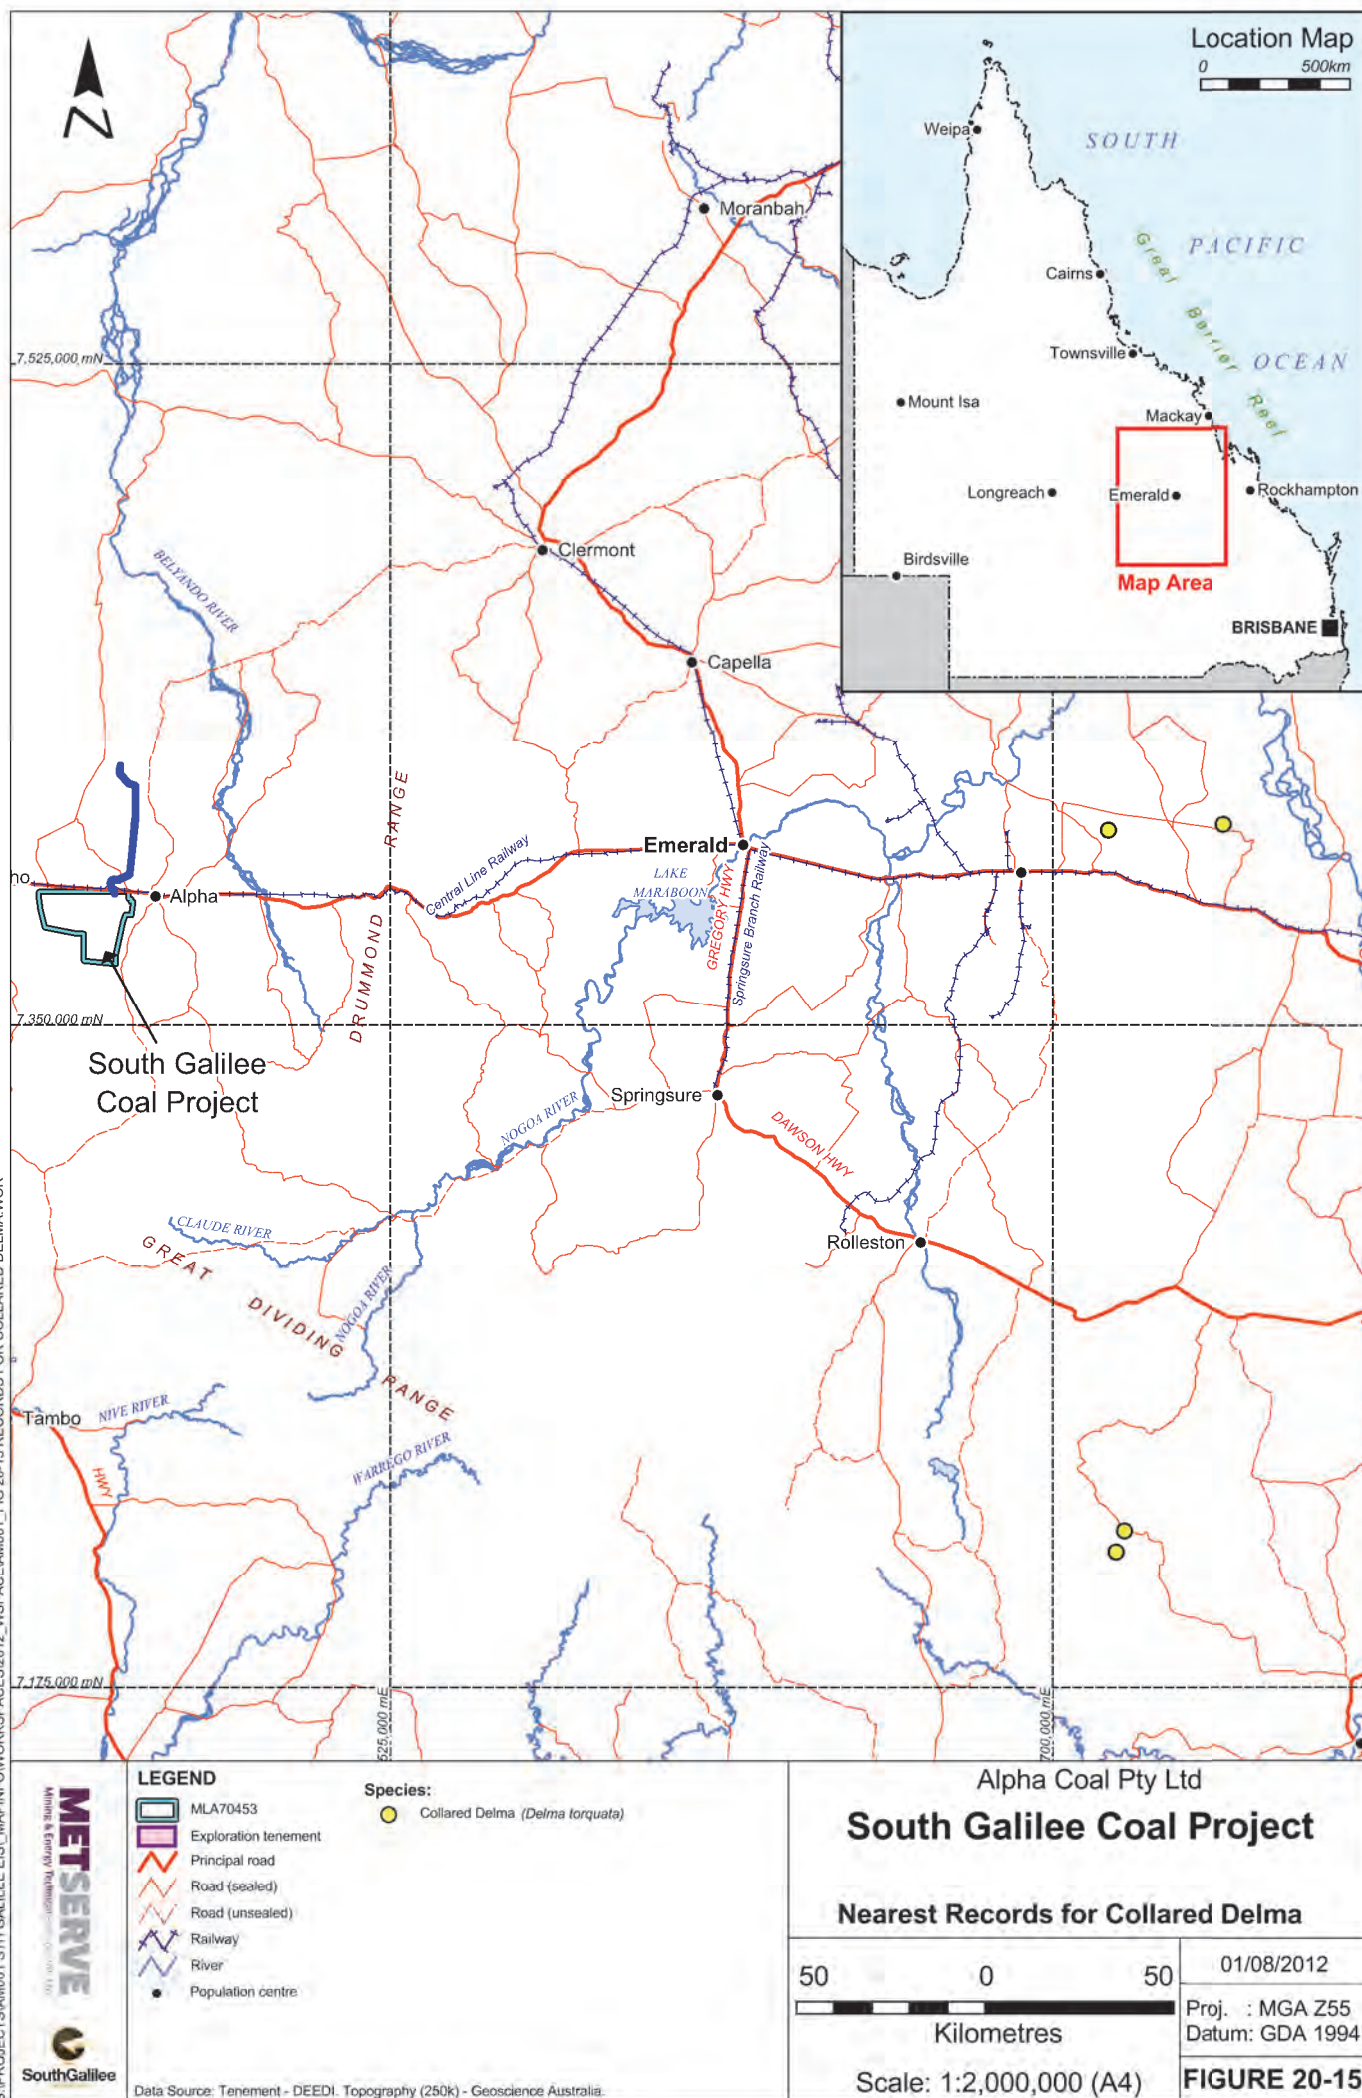 Location Map
0 500km
Weipa
SOUTH
PACIFIC
OCEAN
Great Barrier Reef
Cairns
Townsville
Mount Isa
Mackay
Longreach
Emerald
Rockhampton
Birdsville
Map Area
BRISBANE
N
Moranbah
7,525,000 mN
Clermont
BELYANDO RIVER
Capella
DRUMMOND RANGE
Central Line Railway
Emerald
LAKE
MARABOON
GREGORY HWY
Springsure Branch Railway
ho
Alpha
7,350,000 mN
South Galilee
Coal Project
Springsure
NOGOA RIVER
DAWSON HWY
CLAUDE RIVER
Rolleston
GREAT DIVIDING RANGE
NOGOA RIVER
Tambo
NIVE RIVER
HWY
WARREGO RIVER
7,175,000 mN
525,000 mE
700,000 mE
METSERVE
SouthGalilee
LEGEND
MLA70453
Exploration tenement
Principal road
Road (sealed)
Road (unsealed)
Railway
River
Population centre
Species:
Collared Delma (Delma torquata)
Data Source: Tenement - DEEDI. Topography (250k) - Geoscience Australia.
Alpha Coal Pty Ltd
South Galilee Coal Project
Nearest Records for Collared Delma
50 0 50
Kilometres
Scale: 1:2,000,000 (A4)
01/08/2012
Proj. : MGA Z55
Datum: GDA 1994
FIGURE 20-15